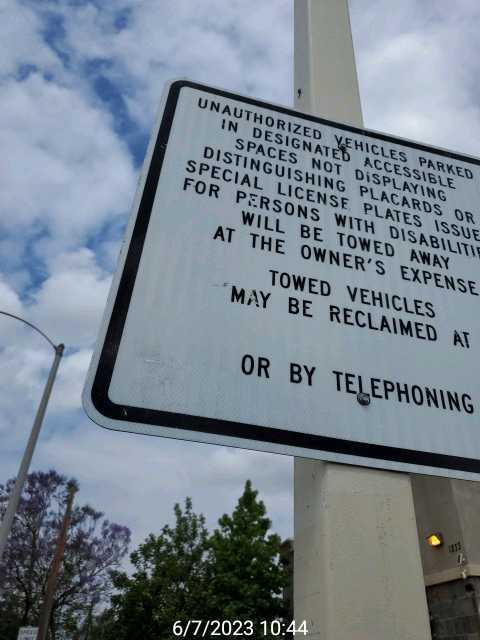 UNAUTHORIZED VEHICLES PARKED
IN DESIGNATED ACCESSIBLE
SPACES NOT DISPLAYING
DISTINGUISHING PLACARDS OR
SPECIAL LICENSE PLATES ISSUE
FOR PERSONS WITH DISABILITI
WILL BE TOWED AWAY
AT THE OWNER'S EXPENSE
TOWED VEHICLES
MAY BE RECLAIMED AT
OR BY TELEPHONING
6/7/2023 10:44